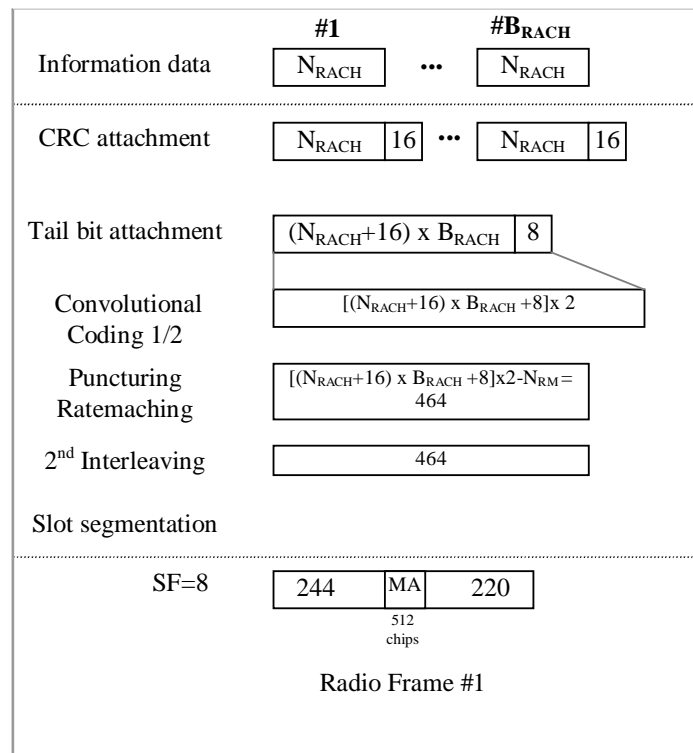 #1 #B_RACH
Information data N_RACH ... N_RACH
CRC attachment N_RACH 16 ... N_RACH 16
Tail bit attachment (N_RACH+16) x B_RACH 8
Convolutional
Coding 1/2
[(N_RACH+16) x B_RACH +8]x 2
Puncturing
Ratemaching
[(N_RACH+16) x B_RACH +8]x2-N_RM =
464
2nd Interleaving 464
Slot segmentation
SF=8 244 MA 220
512
chips
Radio Frame #1